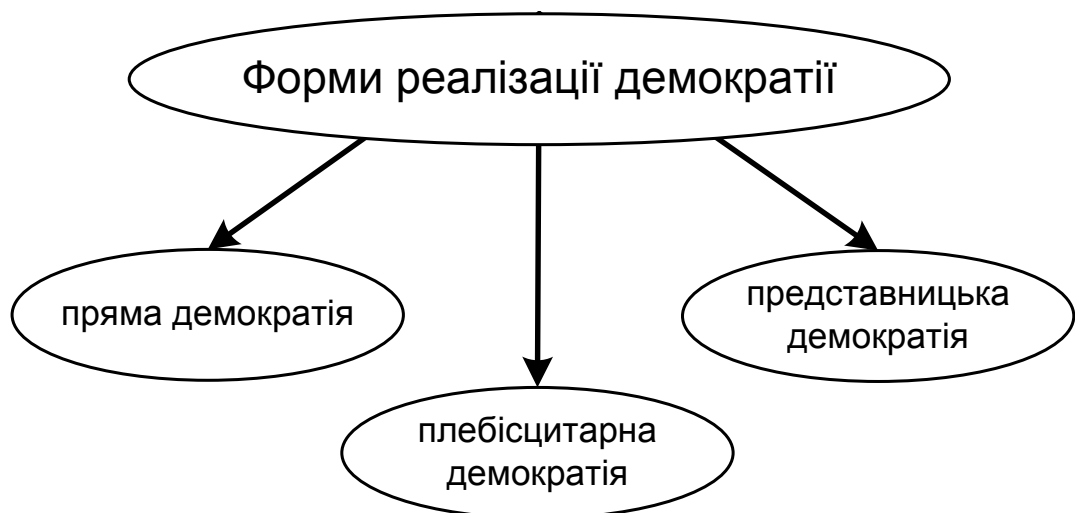 Форми реалізації демократії
пряма демократія
представницька
демократія
плебісцитарна
демократія